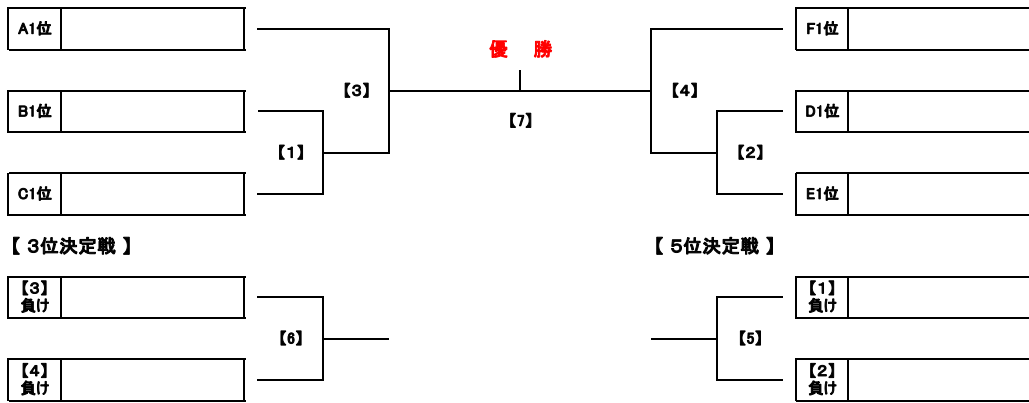 A1位
F1位
優　勝
【3】
【4】
B1位
D1位
【7】
【1】
【2】
C1位
E1位
【 3位決定戦 】
【 5位決定戦 】
【3】
負け
【1】
負け
【6】
【5】
【4】
負け
【2】
負け